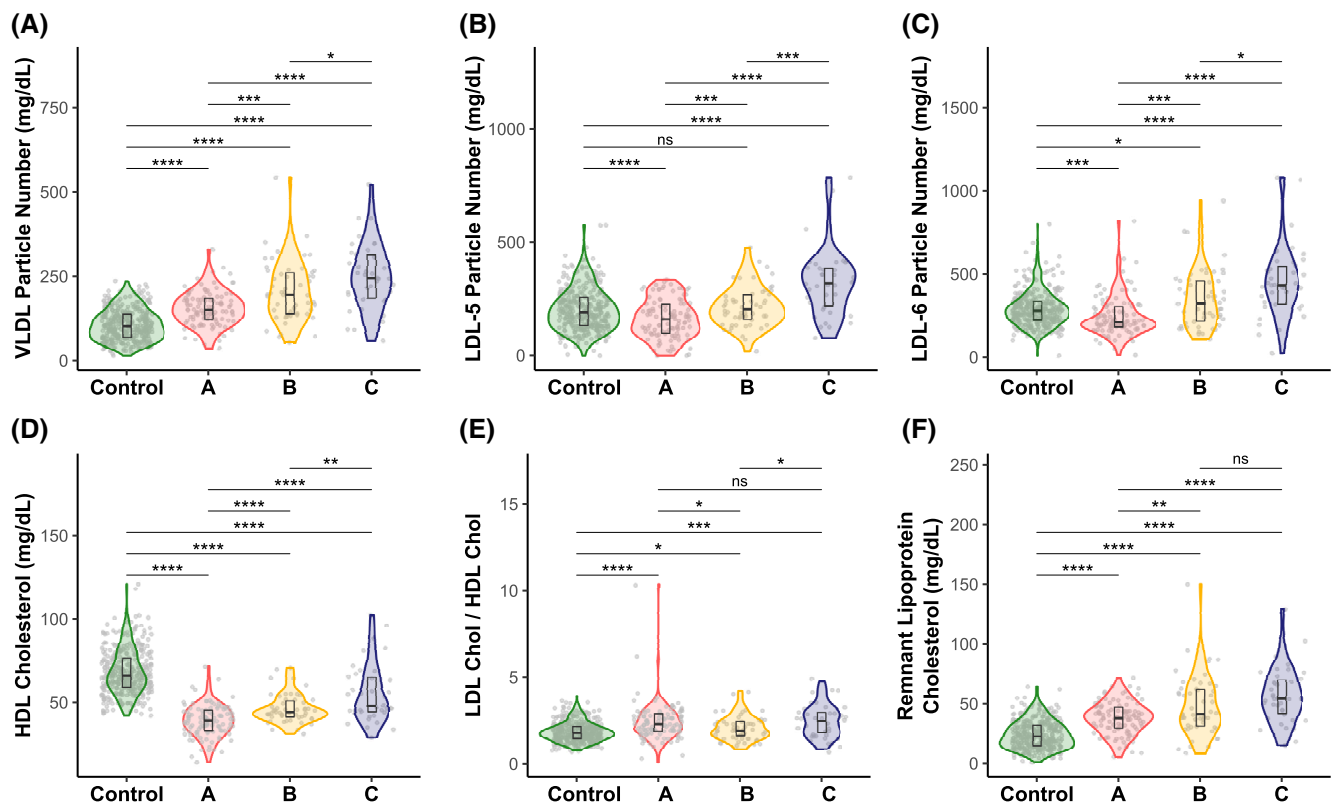 (A)
VLDL Particle Number (mg/dL)
750
500
250
0
*
****
***
****
****
****
Control A B C
(B)
LDL-5 Particle Number (mg/dL)
1000
500
0
***
****
***
****
ns
****
Control A B C
(C)
LDL-6 Particle Number (mg/dL)
1500
1000
500
0
*
****
***
****
*
***
Control A B C
(D)
HDL Cholesterol (mg/dL)
150
100
50
**
****
****
****
****
****
Control A B C
(E)
LDL Chol / HDL Chol
15
10
5
0
*
ns
*
***
*
****
Control A B C
(F)
Remnant Lipoprotein
Cholesterol (mg/dL)
250
200
150
100
50
0
ns
****
**
****
****
****
Control A B C